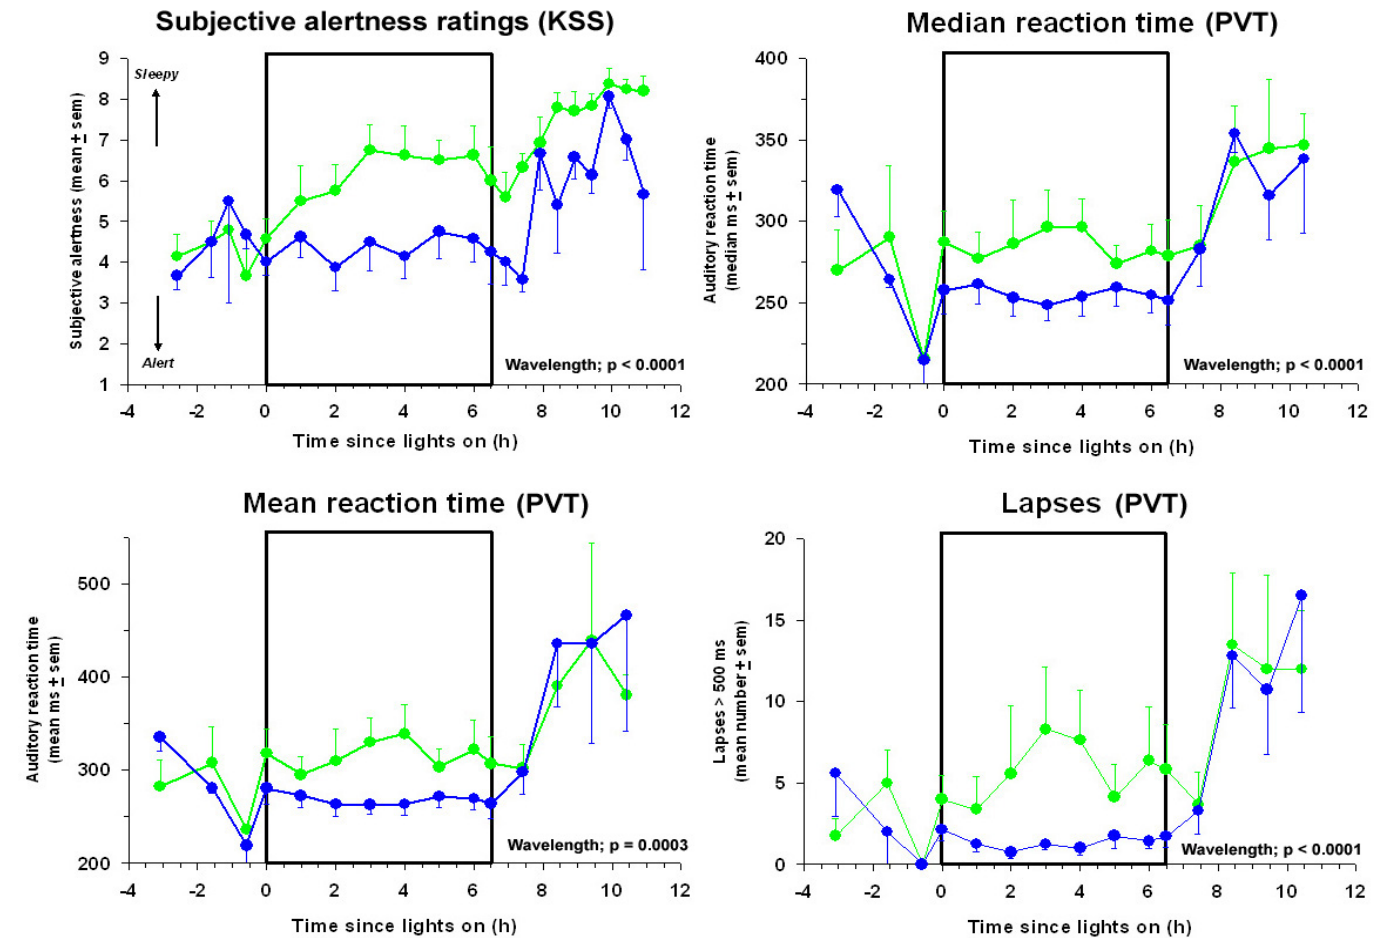 Subjective alertness ratings (KSS)
Subjective alertness (mean ± sem)
9
8
7
6
5
4
3
2
1
Sleepy
Alert
Wavelength; p < 0.0001
-4 -2 0 2 4 6 8 10 12
Time since lights on (h)
Median reaction time (PVT)
Auditory reaction time
(median ms ± sem)
400
350
300
250
200
Wavelength; p < 0.0001
-4 -2 0 2 4 6 8 10 12
Time since lights on (h)
Mean reaction time (PVT)
Auditory reaction time
(mean ms ± sem)
500
400
300
200
Wavelength; p = 0.0003
-4 -2 0 2 4 6 8 10 12
Time since lights on (h)
Lapses (PVT)
Lapses > 500 ms
(mean number ± sem)
20
15
10
5
0
Wavelength; p < 0.0001
-4 -2 0 2 4 6 8 10 12
Time since lights on (h)